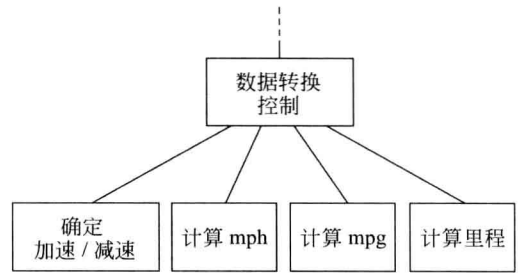 数据转换
控制
确定
加速 / 减速
计算 mph
计算 mpg
计算里程